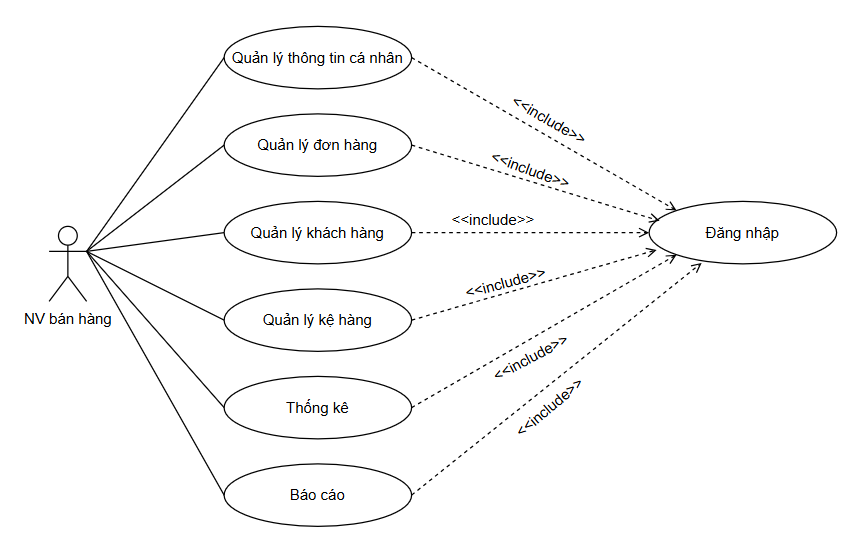 Quản lý thông tin cá nhân
<<include>>
Quản lý đơn hàng
<<include>>
Quản lý khách hàng
<<include>>
Đăng nhập
NV bán hàng
Quản lý kệ hàng
<<include>>
Thống kê
<<include>>
Báo cáo
<<include>>